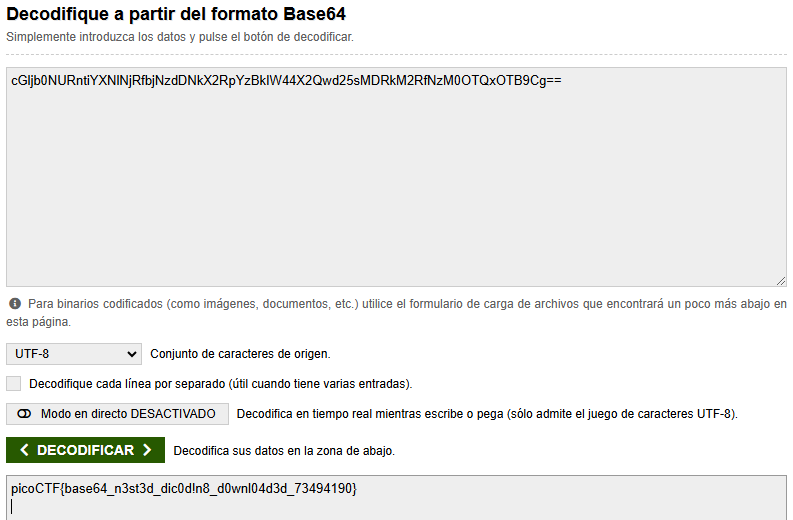 Decodifique a partir del formato Base64
Simplemente introduzca los datos y pulse el botón de decodificar.
cGljb0NURntiYXNlNjRfbjNzdDNkX2RpYzBkIW44X2Qwd25sMDRkM2RfNzM0OTQxOTB9Cg==
Para binarios codificados (como imágenes, documentos, etc.) utilice el formulario de carga de archivos que encontrará un poco más abajo en
esta página.
UTF-8 Conjunto de caracteres de origen.
Decodifique cada línea por separado (útil cuando tiene varias entradas).
Modo en directo DESACTIVADO Decodifica en tiempo real mientras escribe o pega (sólo admite el juego de caracteres UTF-8).
DECODIFICAR Decodifica sus datos en la zona de abajo.
picoCTF{base64_n3st3d_dic0d!n8_d0wnl04d3d_73494190}